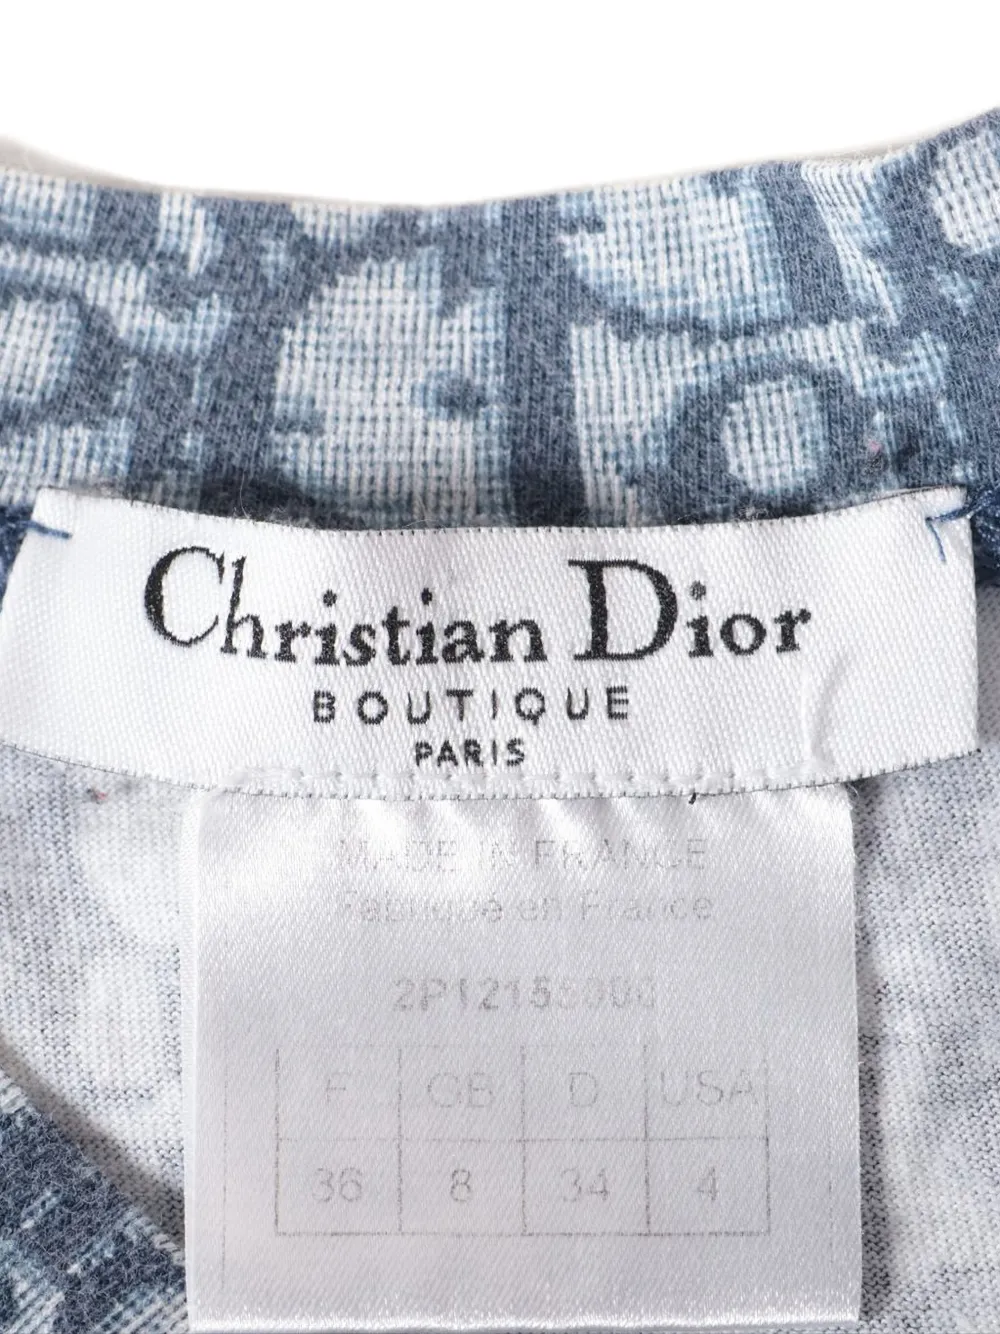 Christian Dior
BOUTIQUE
PARIS
MADE IN FRANCE
Fabriqué en France
F GB D USA
36 8 34 4